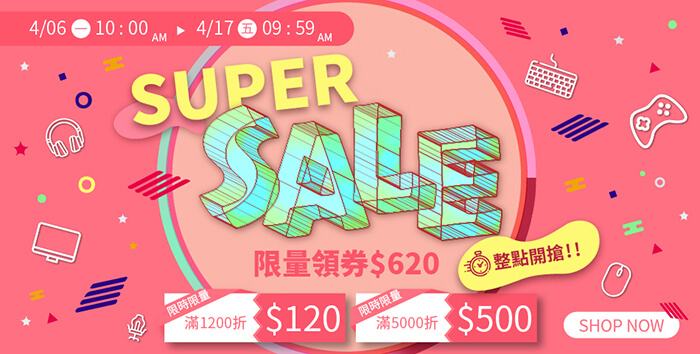 4/06 一 10:00 AM ▶ 4/17 五 09:59 AM
SUPER
SALE
限量領券$620
整點開搶!!
限時限量
滿1200折 $120
限時限量
滿5000折 $500
SHOP NOW